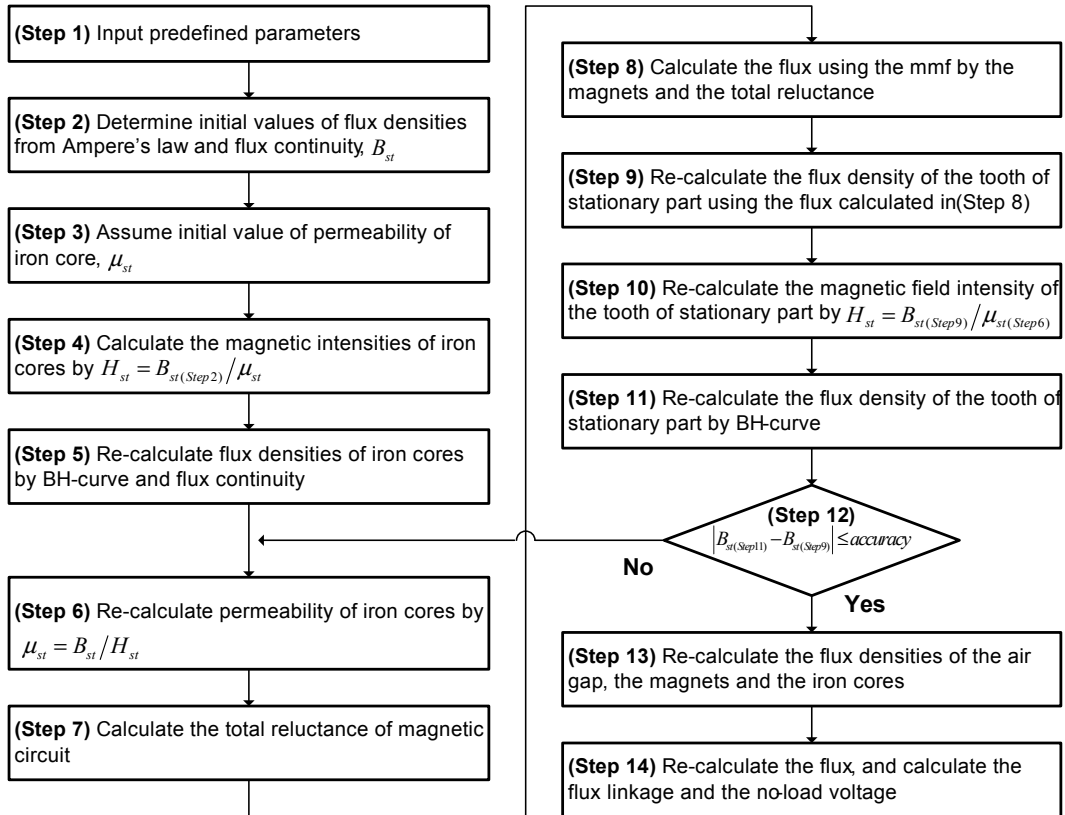 (Step 1) Input predefined parameters
(Step 2) Determine initial values of flux densities
from Ampere's law and flux continuity, B_st
(Step 3) Assume initial value of permeability of
iron core, μ_st
(Step 4) Calculate the magnetic intensities of iron
cores by H_st = B_st(Step2)/μ_st
(Step 5) Re-calculate flux densities of iron cores
by BH-curve and flux continuity
(Step 6) Re-calculate permeability of iron cores by
μ_st = B_st/H_st
(Step 7) Calculate the total reluctance of magnetic
circuit
(Step 8) Calculate the flux using the mmf by the
magnets and the total reluctance
(Step 9) Re-calculate the flux density of the tooth of
stationary part using the flux calculated in(Step 8)
(Step 10) Re-calculate the magnetic field intensity of
the tooth of stationary part by H_st = B_st(Step9)/μ_st(Step6)
(Step 11) Re-calculate the flux density of the tooth of
stationary part by BH-curve
(Step 12)
|B_st(Step11) − B_st(Step9)| ≤ accuracy
No
Yes
(Step 13) Re-calculate the flux densities of the air
gap, the magnets and the iron cores
(Step 14) Re-calculate the flux, and calculate the
flux linkage and the no-load voltage